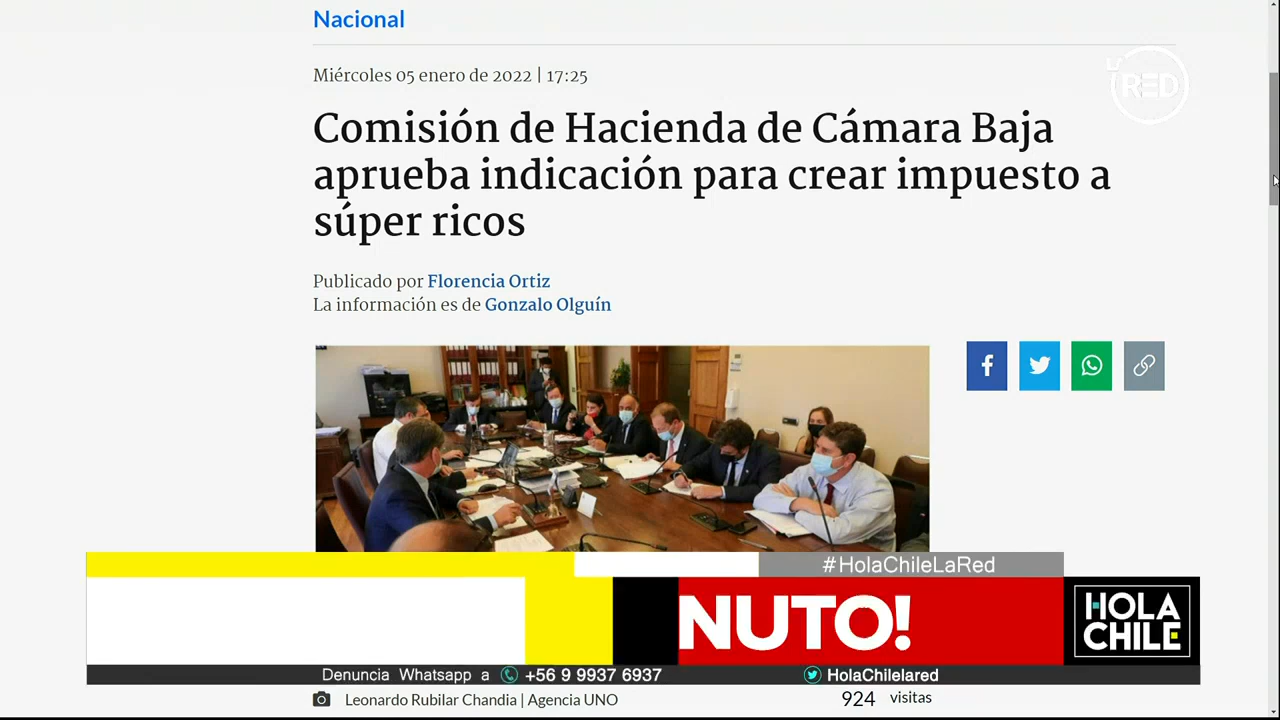 Nacional
Miércoles 05 enero de 2022 | 17:25
LA RED
Comisión de Hacienda de Cámara Baja
aprueba indicación para crear impuesto a
súper ricos
Publicado por Florencia Ortiz
La información es de Gonzalo Olguín
#HolaChileLaRed
NUTO!
HOLA
CHILE
Denuncia Whatsapp a +56 9 9937 6937
HolaChilelared
Leonardo Rubilar Chandia | Agencia UNO
924 visitas